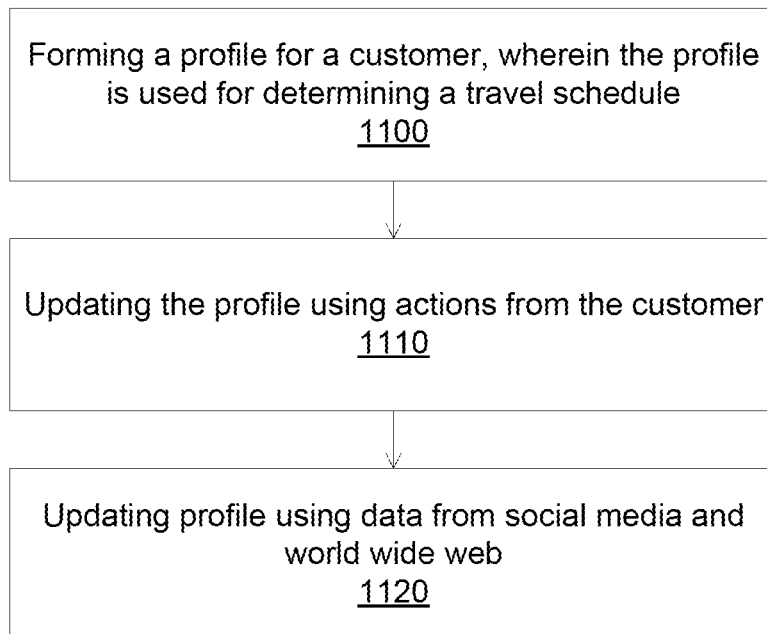 Forming a profile for a customer, wherein the profile
is used for determining a travel schedule
1100
Updating the profile using actions from the customer
1110
Updating profile using data from social media and
world wide web
1120